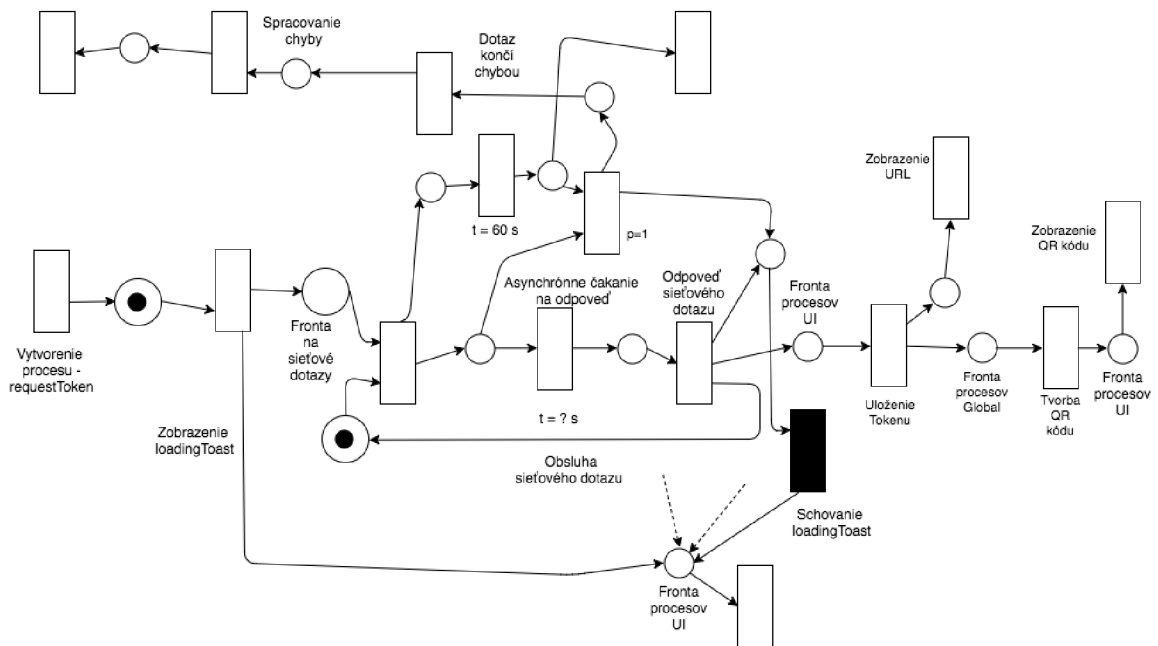 Spracovanie
chyby
Dotaz
končí
chybou
Zobrazenie
URL
Zobrazenie
QR kódu
t = 60 s
p=1
Asynchrónne čakanie
na odpoveď
Odpoveď
sieťového
dotazu
Fronta
procesov
UI
Vytvorenie
procesu -
requestToken
Fronta
na
sieťové
dotazy
Uloženie
Tokenu
Fronta
procesov
Global
Tvorba
QR
kódu
Fronta
procesov
UI
t = ? s
Zobrazenie
loadingToast
Obsluha
sieťového dotazu
Schovanie
loadingToast
Fronta
procesov
UI